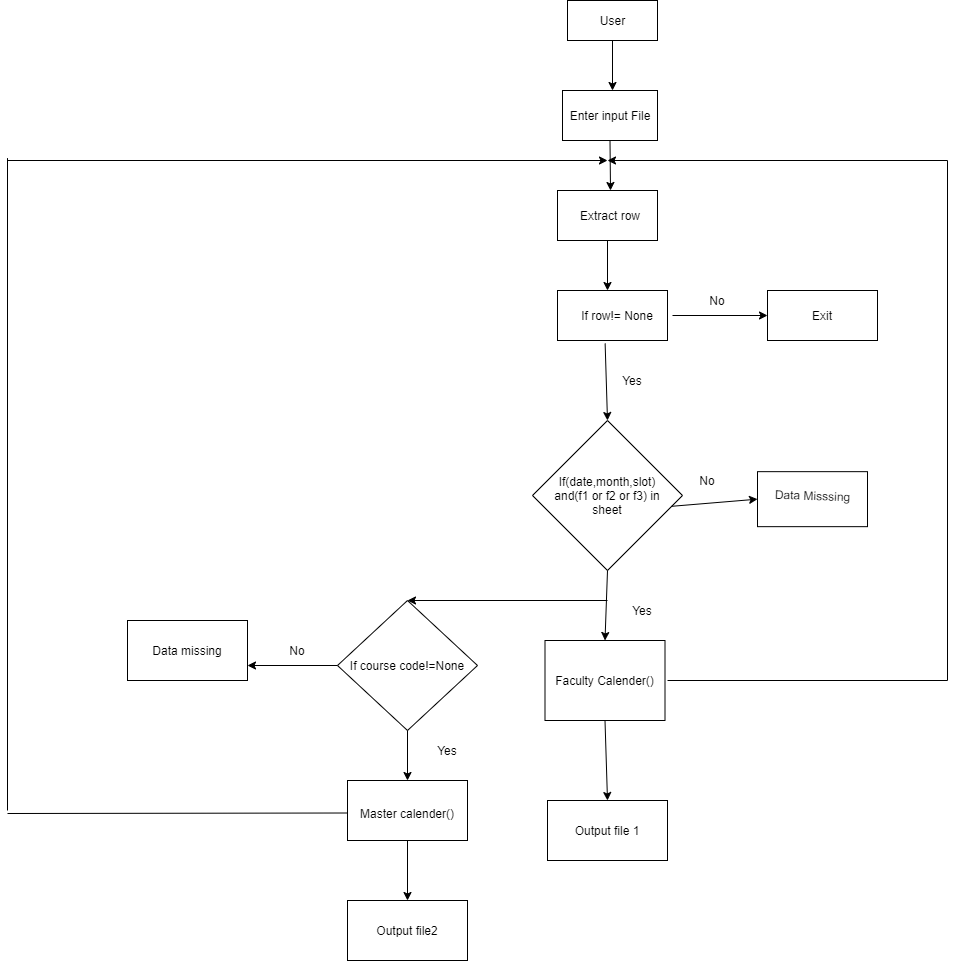 User
Enter input File
Extract row
If row!= None
No
Exit
Yes
If(date,month,slot)
and(f1 or f2 or f3) in
sheet
No
Data Misssing
Yes
Data missing
No
If course code!=None
Faculty Calender()
Yes
Master calender()
Output file 1
Output file2